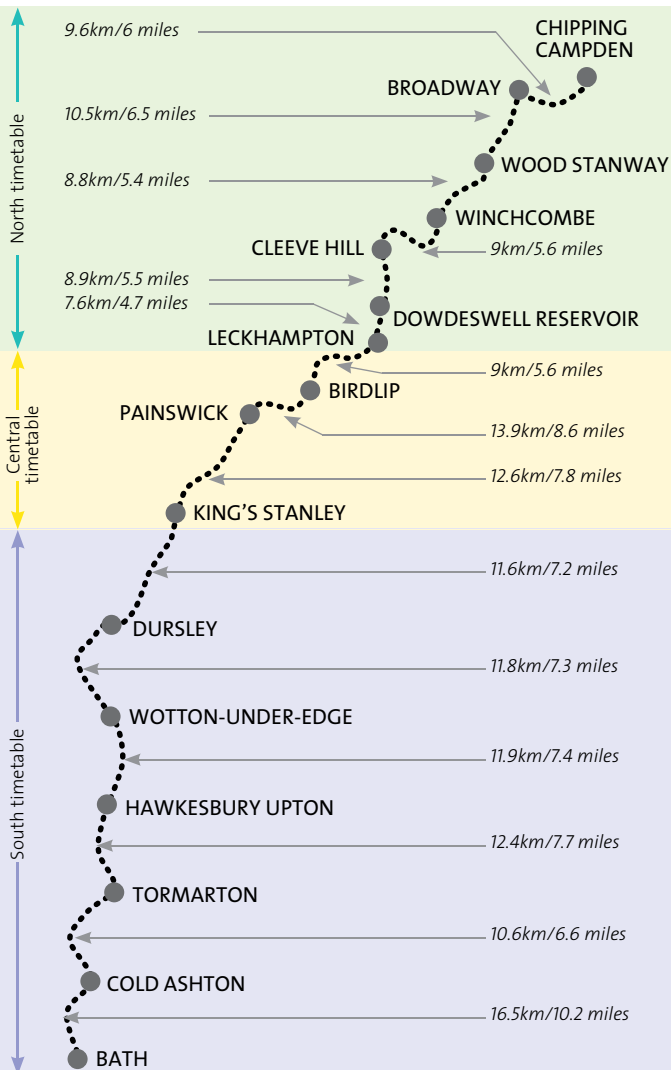 9.6km/6 miles
CHIPPING
CAMPDEN
BROADWAY
10.5km/6.5 miles
WOOD STANWAY
8.8km/5.4 miles
WINCHCOMBE
CLEEVE HILL
9km/5.6 miles
8.9km/5.5 miles
7.6km/4.7 miles
DOWDESWELL RESERVOIR
LECKHAMPTON
North timetable
9km/5.6 miles
BIRDLIP
PAINSWICK
13.9km/8.6 miles
12.6km/7.8 miles
KING’S STANLEY
Central
timetable
11.6km/7.2 miles
DURSLEY
11.8km/7.3 miles
WOTTON-UNDER-EDGE
11.9km/7.4 miles
HAWKESBURY UPTON
12.4km/7.7 miles
TORMARTON
10.6km/6.6 miles
COLD ASHTON
16.5km/10.2 miles
BATH
South timetable